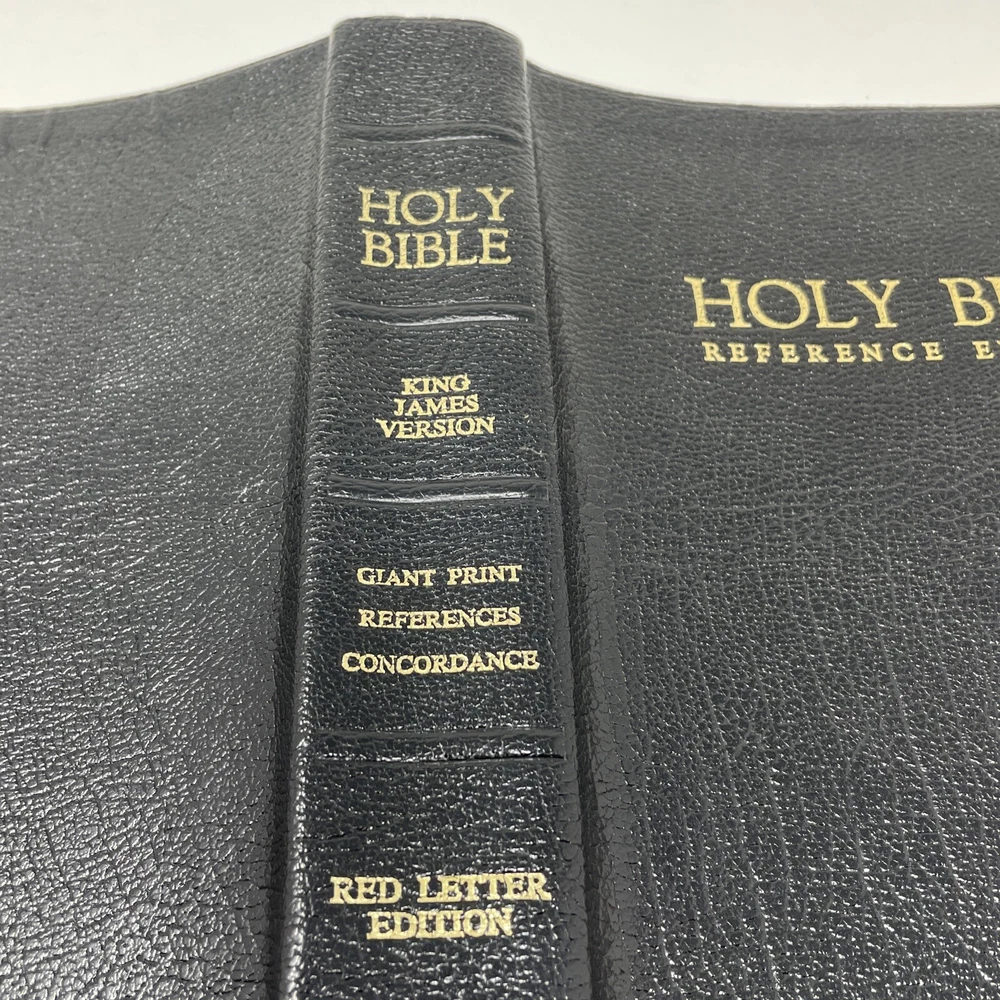 HOLY
BIBLE
KING
JAMES
VERSION
GIANT PRINT
REFERENCES
CONCORDANCE
RED LETTER
EDITION
HOLY B
REFERENCE E